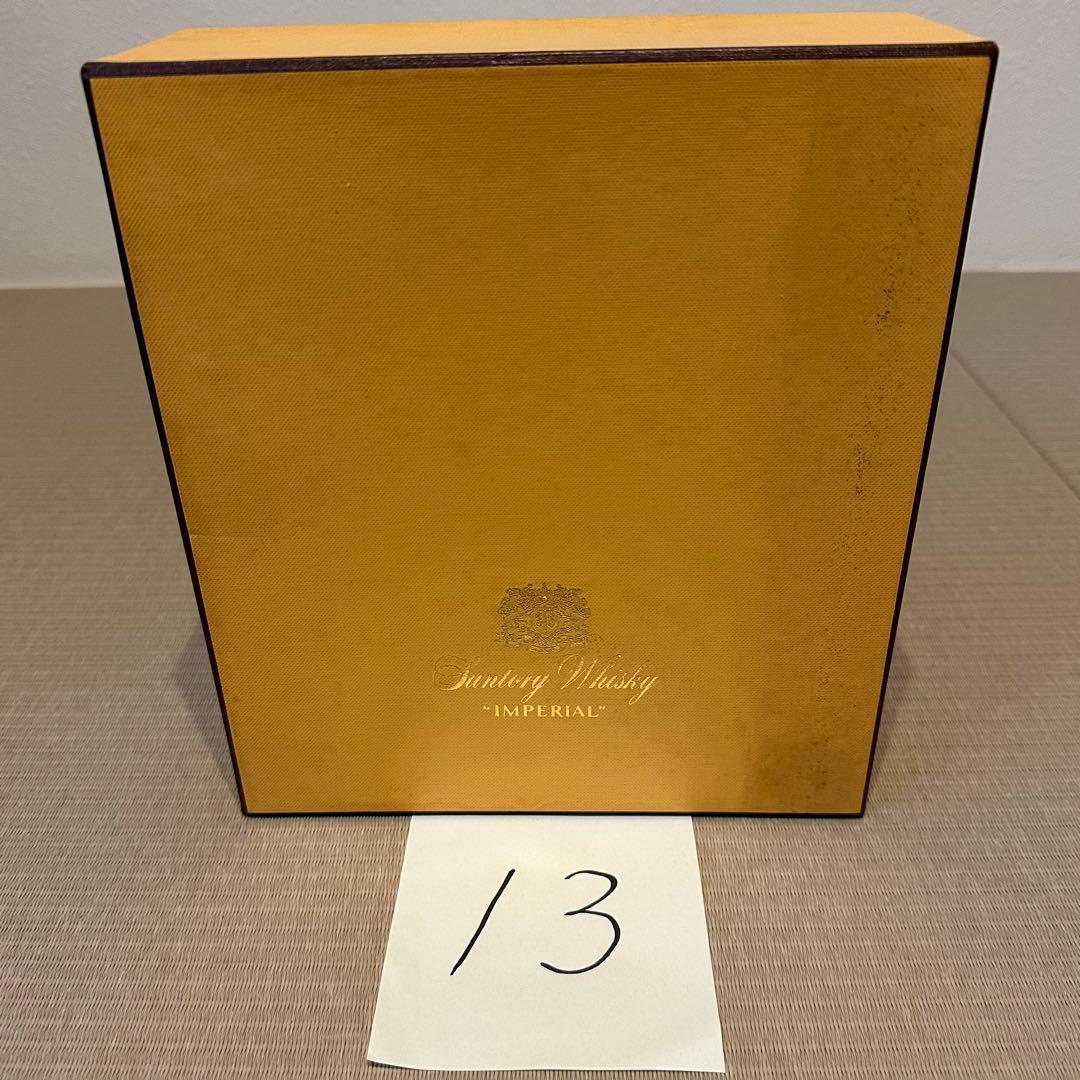 Suntory Whisky
"IMPERIAL"
13